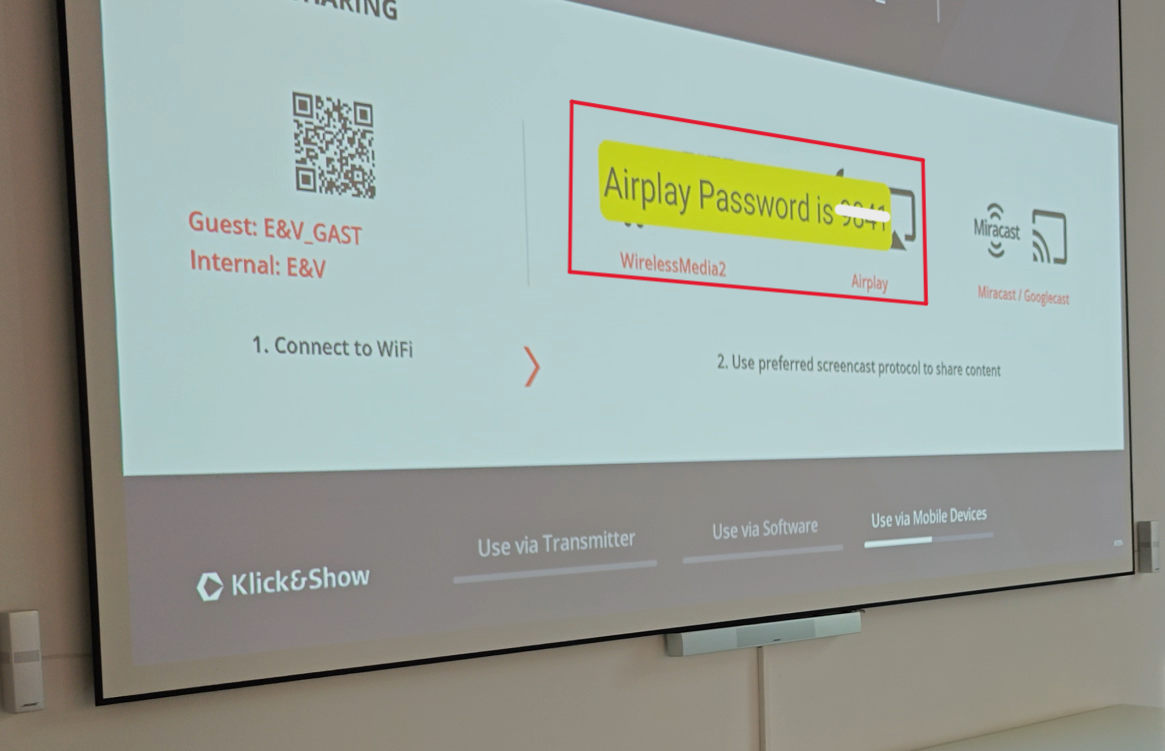 HARING
Airplay Password is
Guest: E&V_GAST
Internal: E&V
WirelessMedia2
Airplay
Miracast
Miracast / Googlecast
1. Connect to WiFi
2. Use preferred screencast protocol to share content
Use via Transmitter
Use via Software
Use via Mobile Devices
Klick&Show